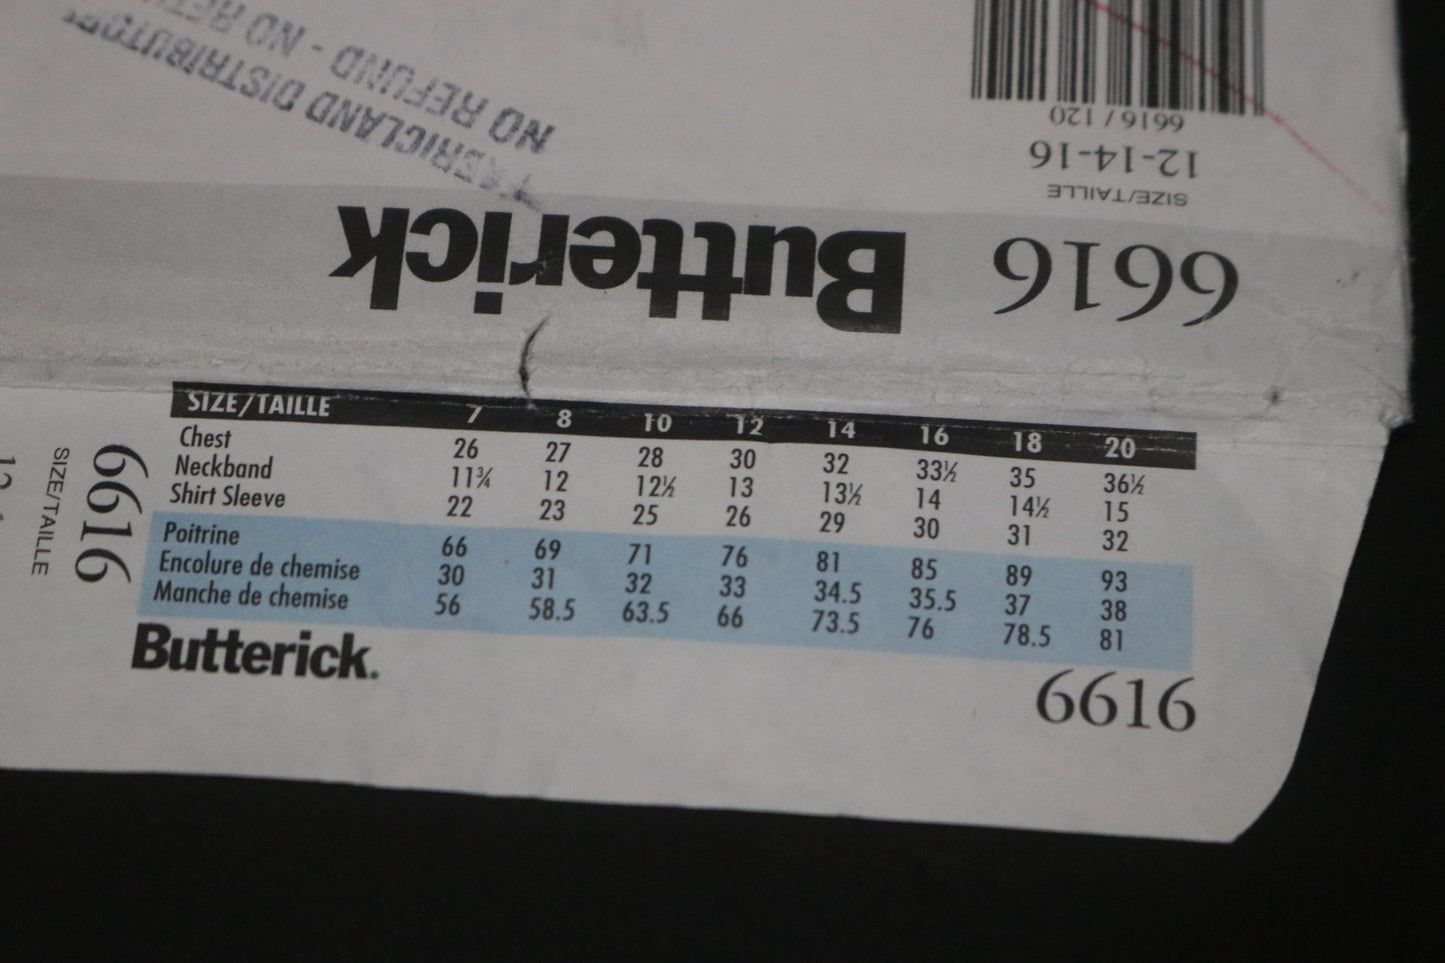 NO REFUND - NO
FABRICLAND DISTRIBUTORS
NO REFUND
6616 / 120
12-14-16
SIZE/TAILLE
Butterick 6616
SIZE/TAILLE 7 8 10 12 14 16 18 20
Chest 26 27 28 30 32 33½ 35 36½
Neckband 11¾ 12 12½ 13 13½ 14 14½ 15
Shirt Sleeve 22 23 25 26 29 30 31 32
Poitrine 66 69 71 76 81 85 89 93
Encolure de chemise 30 31 32 33 34.5 35.5 37 38
Manche de chemise 56 58.5 63.5 66 73.5 76 78.5 81
Butterick.
6616
6616
SIZE/TAILLE